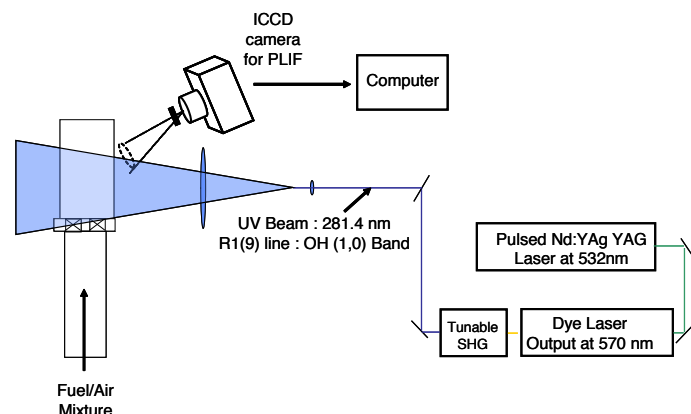 ICCD
camera
for PLIF
Computer
UV Beam : 281.4 nm
R1(9) line : OH (1,0) Band
Pulsed Nd:YAg YAG
Laser at 532nm
Tunable
SHG
Dye Laser
Output at 570 nm
Fuel/Air
Mixture